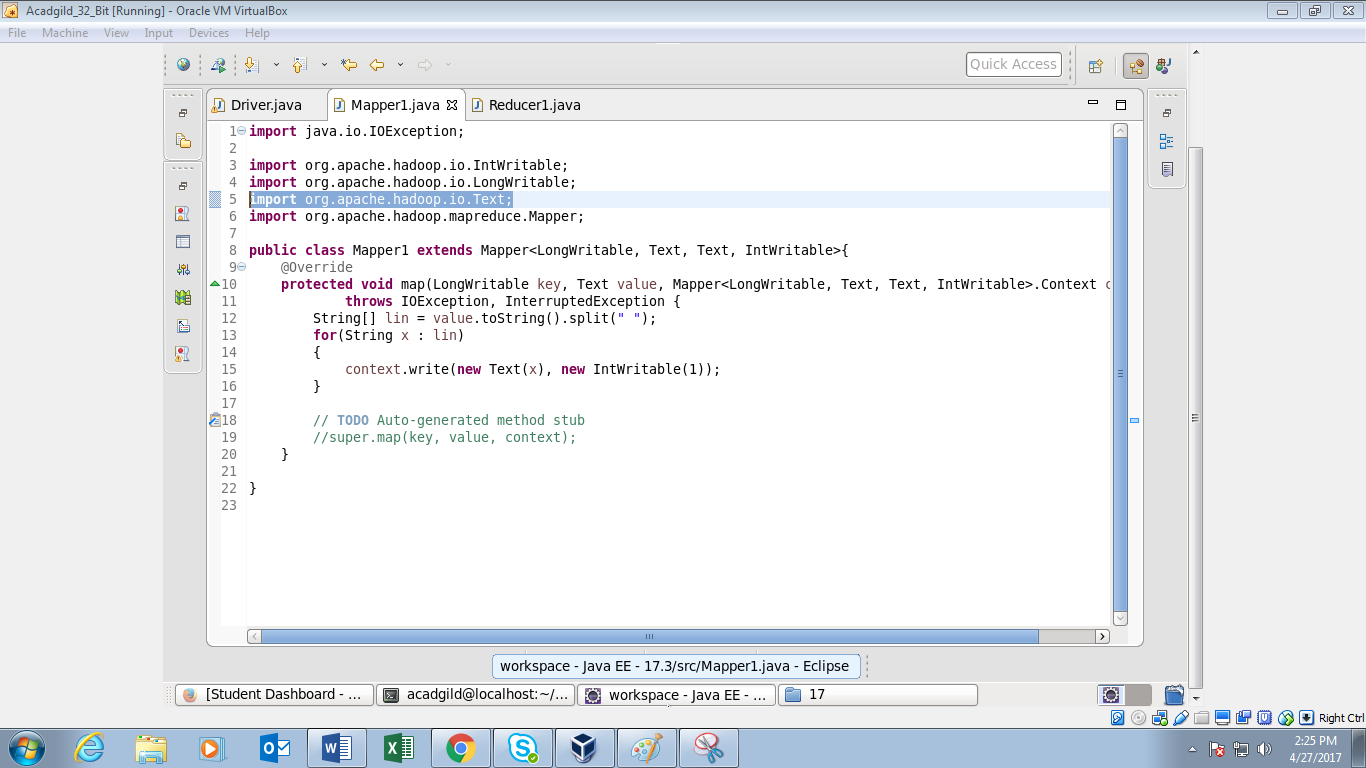 Acadgild_32_Bit [Running] - Oracle VM VirtualBox
File Machine View Input Devices Help
Quick Access
Driver.java Mapper1.java Reducer1.java
1 import java.io.IOException;
2
3 import org.apache.hadoop.io.IntWritable;
4 import org.apache.hadoop.io.LongWritable;
5 import org.apache.hadoop.io.Text;
6 import org.apache.hadoop.mapreduce.Mapper;
7
8 public class Mapper1 extends Mapper<LongWritable, Text, Text, IntWritable>{
9 @Override
10 protected void map(LongWritable key, Text value, Mapper<LongWritable, Text, Text, IntWritable>.Context
11 throws IOException, InterruptedException {
12 String[] lin = value.toString().split(" ");
13 for(String x : lin)
14 {
15 context.write(new Text(x), new IntWritable(1));
16 }
17
18 // TODO Auto-generated method stub
19 //super.map(key, value, context);
20 }
21
22 }
23
workspace - Java EE - 17.3/src/Mapper1.java - Eclipse
[Student Dashboard - ... acadgild@localhost:~/... workspace - Java EE - ... 17
Right Ctrl
2:25 PM
4/27/2017